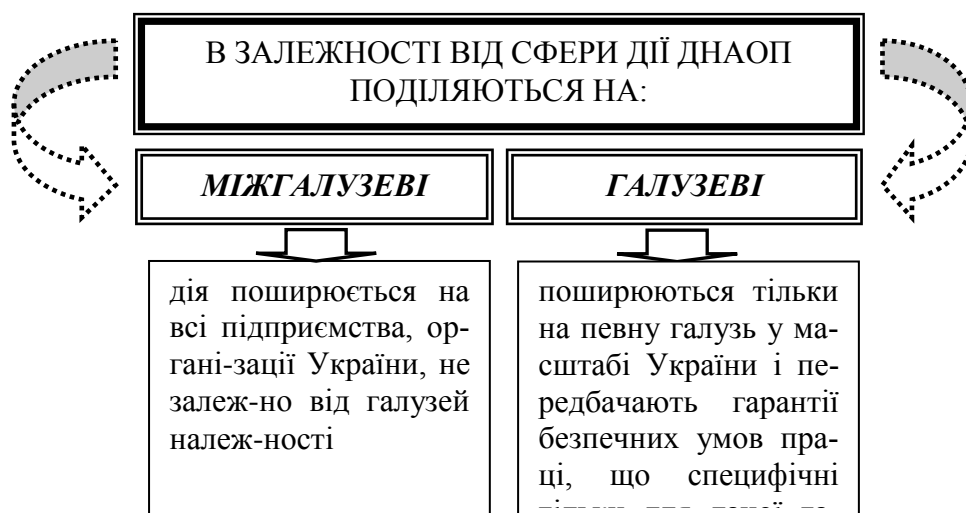 В ЗАЛЕЖНОСТІ ВІД СФЕРИ ДІЇ ДНАОП
ПОДІЛЯЮТЬСЯ НА:
МІЖГАЛУЗЕВІ
ГАЛУЗЕВІ
дія поширюється на
всі підприємства, ор-
гані-зації України, не
залеж-но від галузей
належ-ності
поширюються тільки
на певну галузь у ма-
сштабі України і пе-
редбачають гарантії
безпечних умов пра-
ці, що специфічні